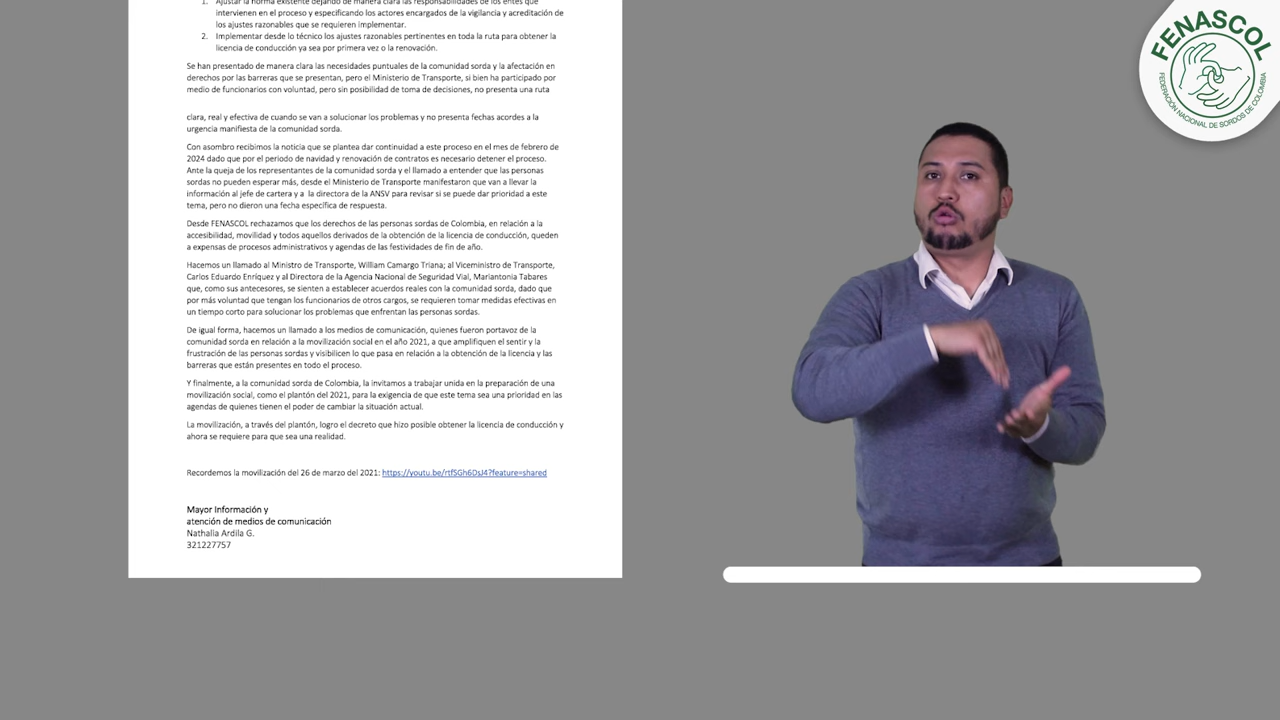 1. Ajustar la norma existente dejando de manera clara las responsabilidades de los entes que
intervienen en el proceso y especificando los actores encargados de la vigilancia y acreditación de
los ajustes razonables que se requieren implementar.
2. Implementar desde lo técnico los ajustes razonables pertinentes en toda la ruta para obtener la
licencia de conducción ya sea por primera vez o la renovación.
Se han presentado de manera clara las necesidades puntuales de la comunidad sorda y la afectación en
derechos por las barreras que se presentan, pero el Ministerio de Transporte, si bien ha participado por
medio de funcionarios con voluntad, pero sin posibilidad de toma de decisiones, no presenta una ruta
clara, real y efectiva de cuando se van a solucionar los problemas y no presenta fechas acordes a la
urgencia manifiesta de la comunidad sorda.
Con asombro recibimos la noticia que se plantea dar continuidad a este proceso en el mes de febrero de
2024 dado que por el periodo de navidad y renovación de contratos es necesario detener el proceso.
Ante la queja de los representantes de la comunidad sorda y el llamado a entender que las personas
sordas no pueden esperar más, desde el Ministerio de Transporte manifestaron que van a llevar la
información al jefe de cartera y a la directora de la ANSV para revisar si se puede dar prioridad a este
tema, pero no dieron una fecha específica de respuesta.
Desde FENASCOL rechazamos que los derechos de las personas sordas de Colombia, en relación a la
accesibilidad, movilidad y todos aquellos derivados de la obtención de la licencia de conducción, queden
a expensas de procesos administrativos y agendas de las festividades de fin de año.
Hacemos un llamado al Ministro de Transporte, William Camargo Triana; al Viceministro de Transporte,
Carlos Eduardo Enríquez y al Directora de la Agencia Nacional de Seguridad Vial, Mariantonia Tabares
que, como sus antecesores, se sienten a establecer acuerdos reales con la comunidad sorda, dado que
por más voluntad que tengan los funcionarios de otros cargos, se requieren tomar medidas efectivas en
un tiempo corto para solucionar los problemas que enfrentan las personas sordas.
De igual forma, hacemos un llamado a los medios de comunicación, quienes fueron portavoz de la
comunidad sorda en relación a la movilización social en el año 2021, a que amplifiquen el sentir y la
frustración de las personas sordas y visibilicen lo que pasa en relación a la obtención de la licencia y las
barreras que están presentes en todo el proceso.
Y finalmente, a la comunidad sorda de Colombia, la invitamos a trabajar unida en la preparación de una
movilización social, como el plantón del 2021, para la exigencia de que este tema sea una prioridad en las
agendas de quienes tienen el poder de cambiar la situación actual.
La movilización, a través del plantón, logro el decreto que hizo posible obtener la licencia de conducción y
ahora se requiere para que sea una realidad.
Recordemos la movilización del 26 de marzo del 2021: https://youtu.be/rtfSGh6DsJ4?feature=shared
Mayor Información y
atención de medios de comunicación
Nathalia Ardila G.
321227757
FENASCOL
FEDERACIÓN NACIONAL DE SORDOS DE COLOMBIA